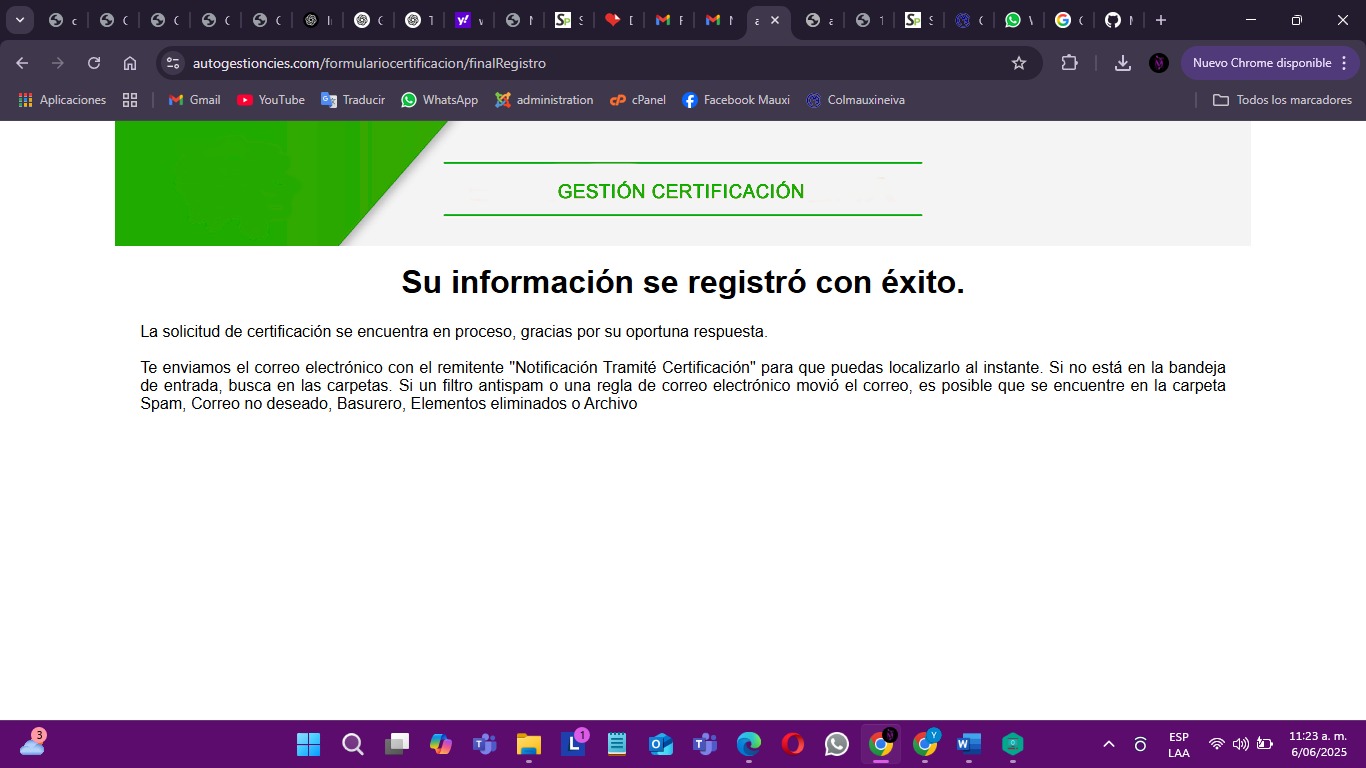 autogestioncies.com/formulariocertificacion/finalRegistro
Nuevo Chrome disponible
Aplicaciones
Gmail
YouTube
Traducir
WhatsApp
administration
cPanel
Facebook Mauxi
Colmauxineiva
Todos los marcadores
GESTIÓN CERTIFICACIÓN
Su información se registró con éxito.
La solicitud de certificación se encuentra en proceso, gracias por su oportuna respuesta.
Te enviamos el correo electrónico con el remitente "Notificación Tramité Certificación" para que puedas localizarlo al instante. Si no está en la bandeja
de entrada, busca en las carpetas. Si un filtro antispam o una regla de correo electrónico movió el correo, es posible que se encuentre en la carpeta
Spam, Correo no deseado, Basurero, Elementos eliminados o Archivo
3
1
Y
ESP
LAA
11:23 a. m.
6/06/2025